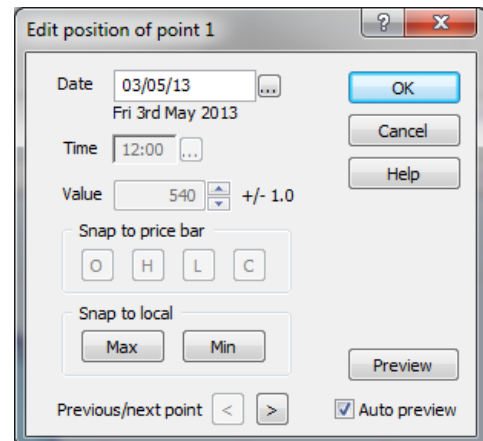 Edit position of point 1
? X
Date 03/05/13 ... OK
Fri 3rd May 2013
Cancel
Time 12:00 ...
Help
Value 540 +/- 1.0
Snap to price bar
O H L C
Snap to local
Max Min
Preview
Previous/next point < > Auto preview